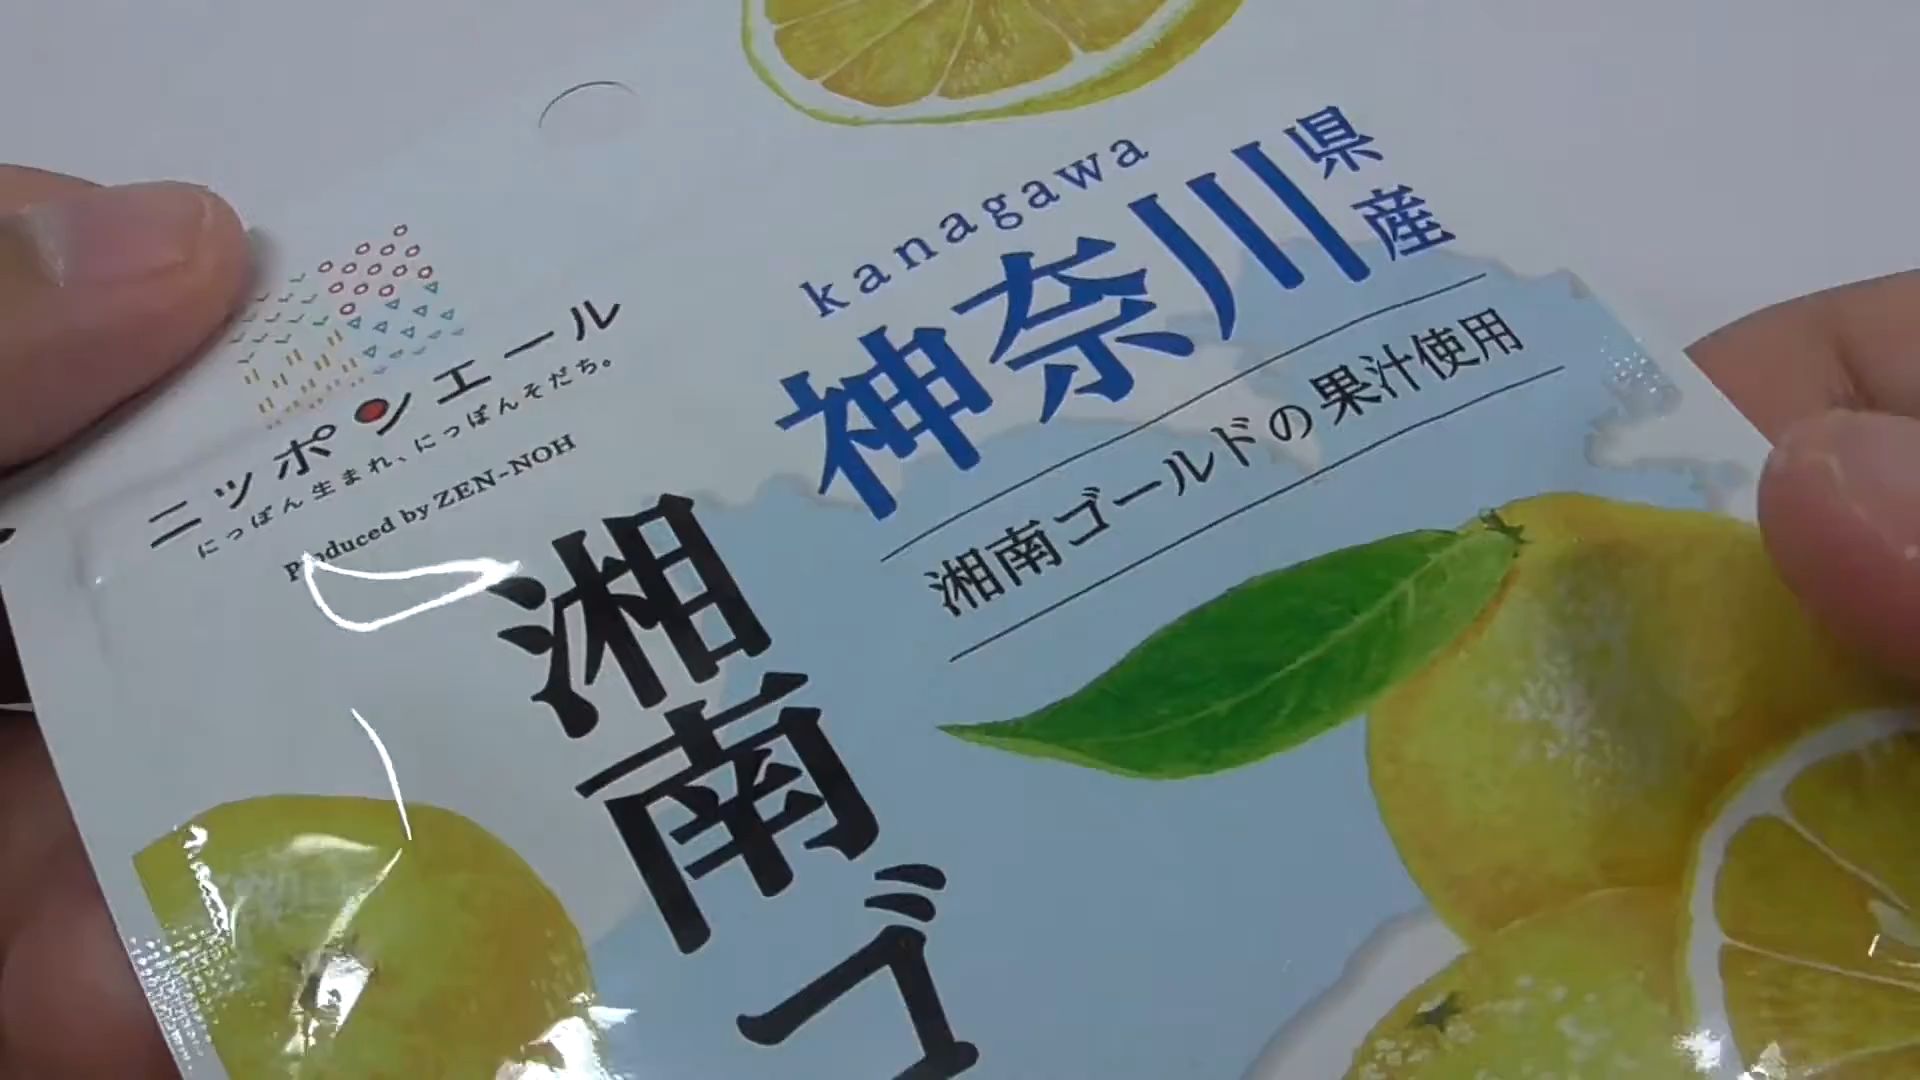 ニッポンエール
にっぽん生まれ、にっぽんそだち。
Produced by ZEN-NOH
kanagawa
神奈川県産
湘南ゴールドの果汁使用
湘南ゴ